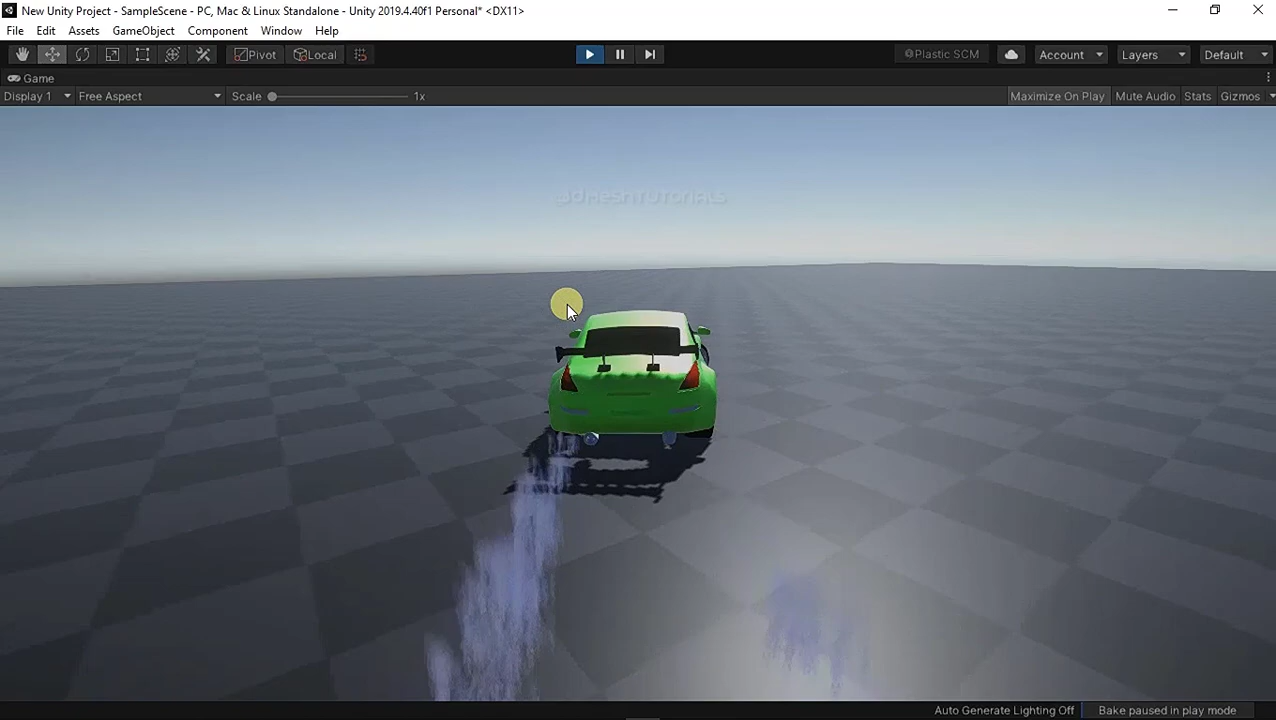 New Unity Project - SampleScene - PC, Mac & Linux Standalone - Unity 2019.4.40f1 Personal* <DX11>
File Edit Assets GameObject Component Window Help
Pivot Local Plastic SCM Account Layers Default
Game
Display 1 Free Aspect Scale 1x Maximize On Play Mute Audio Stats Gizmos
Auto Generate Lighting Off Bake paused in play mode